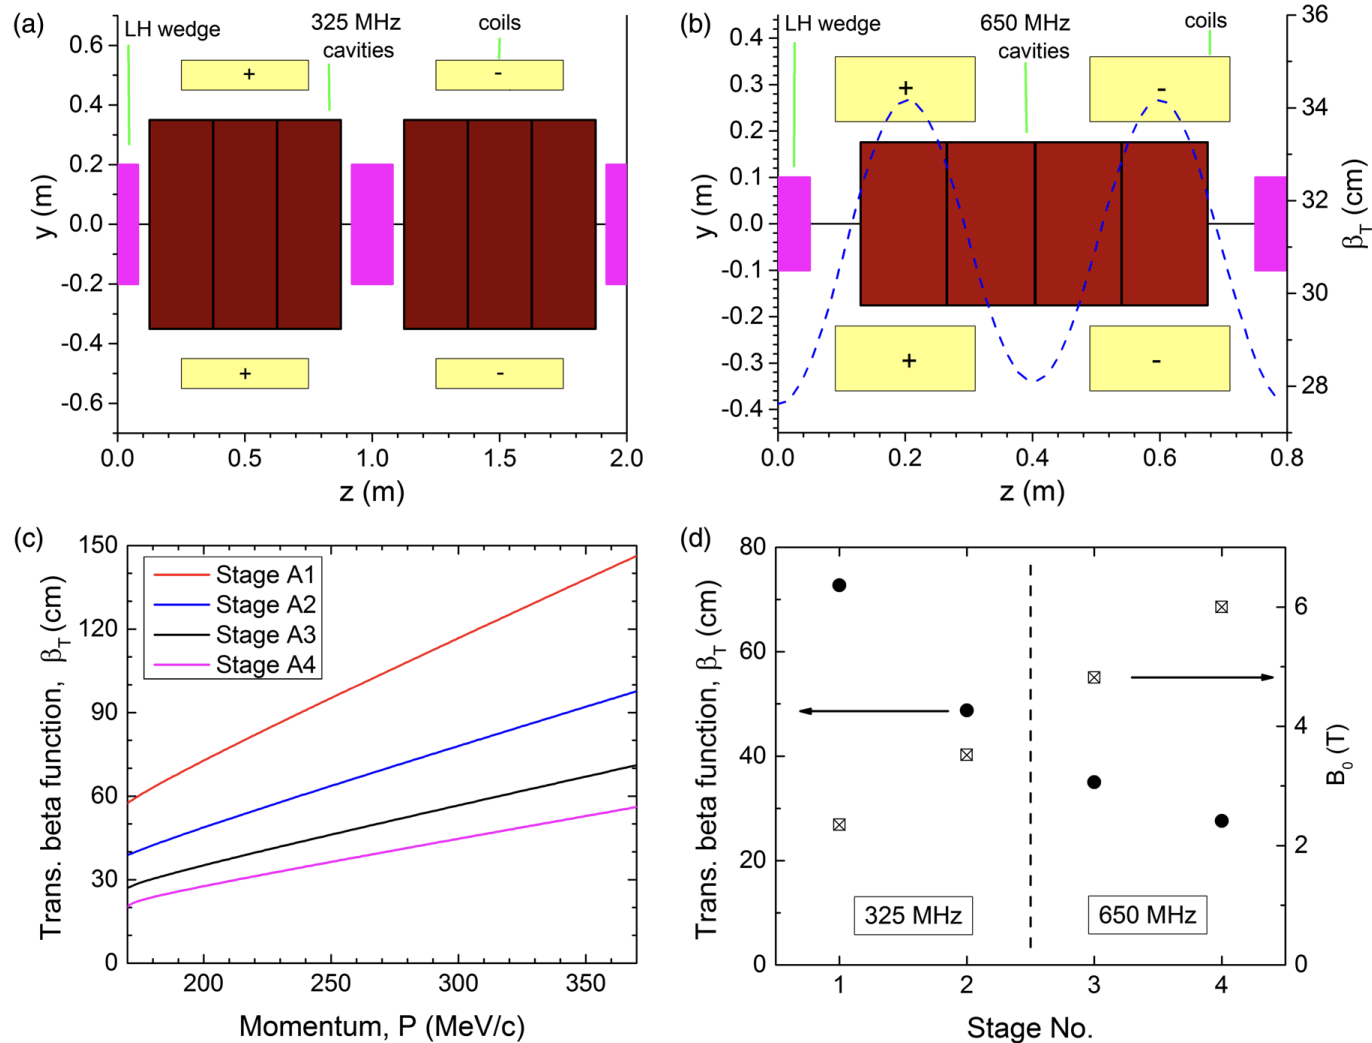 (a)
LH wedge
325 MHz
cavities
coils
+
-
+
-
0.6
0.4
0.2
0.0
-0.2
-0.4
-0.6
y (m)
0.0 0.5 1.0 1.5 2.0
z (m)
(b)
LH wedge
650 MHz
cavities
coils
+
-
+
-
0.4
0.3
0.2
0.1
0.0
-0.1
-0.2
-0.3
-0.4
y (m)
36
34
32
30
28
βT (cm)
0.0 0.2 0.4 0.6 0.8
z (m)
(c)
150
120
90
60
30
0
Trans. beta function, βT (cm)
Stage A1
Stage A2
Stage A3
Stage A4
200 250 300 350
Momentum, P (MeV/c)
(d)
80
60
40
20
0
Trans. beta function, βT (cm)
6
4
2
0
B0 (T)
325 MHz
650 MHz
1 2 3 4
Stage No.